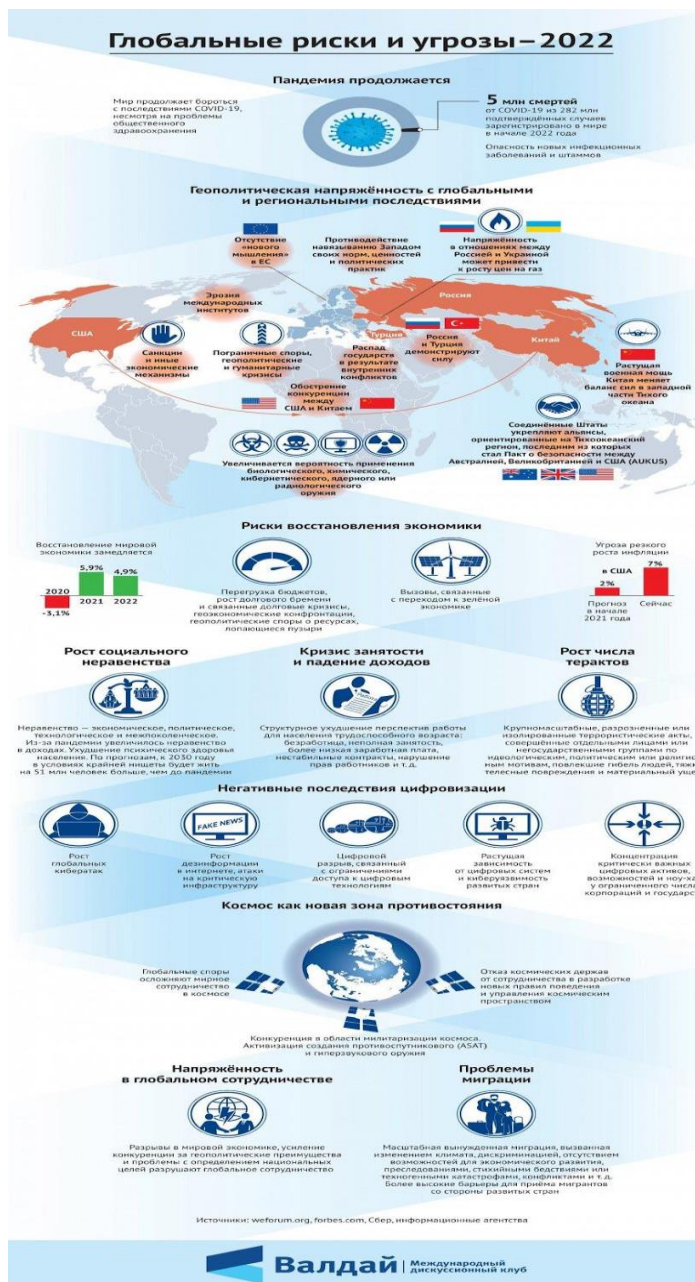 Глобальные риски и угрозы–2022
Пандемия продолжается
Мир продолжает бороться
с последствиями COVID-19,
несмотря на проблемы
общественного
здравоохранения
5 млн смертей
от COVID-19 из 282 млн
подтверждённых случаев
зарегистрировано в мире
в начале 2022 года
Опасность новых инфекционных
заболеваний и штаммов
Геополитическая напряжённость с глобальными
и региональными последствиями
Отсутствие
«нового
мышления»
в ЕС
Противодействие
навязыванию Западом
своих норм, ценностей
и политических
практик
Напряжённость
в отношениях между
Россией и Украиной
может привести
к росту цен на газ
Эрозия
международных
институтов
Россия
США
Турция
Китай
Санкции
и иные
экономические
механизмы
Пограничные споры,
геополитические
и гуманитарные
кризисы
Распад
государств
в результате
внутренних
конфликтов
Россия
и Турция
демонстрируют
силу
Растущая
военная мощь
Китая меняет
баланс сил в западной
части Тихого
океана
Обострение
конкуренции
между
США и Китаем
Соединённые Штаты
укрепляют альянсы,
ориентированные на Тихоокеанский
регион, последним из которых
стал Пакт о безопасности между
Австралией, Великобританией и США (AUKUS)
Увеличивается вероятность применения
биологического, химического,
кибернетического, ядерного или
радиологического
оружия
Риски восстановления экономики
Восстановление мировой
экономики замедляется
5,9%
4,9%
2020
2021
2022
-3,1%
Перегрузка бюджетов,
рост долгового бремени
и связанные долговые кризисы,
геоэкономические конфронтации,
геополитические споры о ресурсах,
лопающиеся пузыри
Вызовы, связанные
с переходом к зелёной
экономике
Угроза резкого
роста инфляции
в США
7%
2%
Прогноз
в начале
2021 года
Сейчас
Рост социального
неравенства
Неравенство — экономическое, политическое,
технологическое и межпоколенческое.
Из-за пандемии увеличилось неравенство
в доходах. Ухудшение психического здоровья
населения. По прогнозам, к 2030 году
в условиях крайней нищеты будет жить
на 51 млн человек больше, чем до пандемии
Кризис занятости
и падение доходов
Структурное ухудшение перспектив работы
для населения трудоспособного возраста:
безработица, неполная занятость,
более низкая заработная плата,
нестабильные контракты, нарушение
прав работников и т.д.
Рост числа
терактов
Крупномасштабные, разрозненные или
изолированные террористические акты,
совершённые отдельными лицами или
негосударственными группами по
идеологическим, политическим или религиоз
ным мотивам, повлекшие гибель людей, тяжк
телесные повреждения и материальный уще
Негативные последствия цифровизации
FAKE NEWS
Рост
глобальных
кибератак
Рост
дезинформации
в интернете, атаки
на критическую
инфраструктуру
Цифровой
разрыв, связанный
с ограничениями
доступа к цифровым
технологиям
Растущая
зависимость
от цифровых систем
и киберуязвимость
развитых стран
Концентрация
критически важных
цифровых активов,
возможностей и ноу-ха
у ограниченного числа
корпораций и государс
Космос как новая зона противостояния
Глобальные споры
осложняют мирное
сотрудничество
в космосе
Отказ космических держав
от сотрудничества в разработке
новых правил поведения
и управления космическим
пространством
Конкуренция в области милитаризации космоса.
Активизация создания противоспутникового (ASAT)
и гиперзвукового оружия
Напряжённость
в глобальном сотрудничестве
Разрывы в мировой экономике, усиление
конкуренции за геополитические преимущества
и проблемы с определением национальных
целей разрушают глобальное сотрудничество
Проблемы
миграции
Масштабная вынужденная миграция, вызванная
изменением климата, дискриминацией, отсутствием
возможностей для экономического развития,
преследованиями, стихийными бедствиями или
техногенными катастрофами, конфликтами и т.д.
Более высокие барьеры для приёма мигрантов
со стороны развитых стран
Источники: weforum.org, forbes.com, Сбер, информационные агентства
Валдай
Международный
дискуссионный клуб